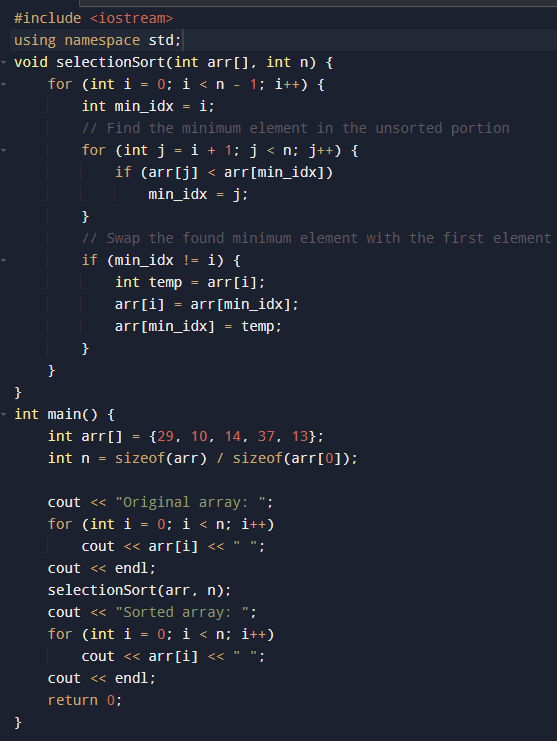 #include <iostream>
using namespace std;
void selectionSort(int arr[], int n) {
    for (int i = 0; i < n - 1; i++) {
        int min_idx = i;
        // Find the minimum element in the unsorted portion
        for (int j = i + 1; j < n; j++) {
            if (arr[j] < arr[min_idx])
                min_idx = j;
        }
        // Swap the found minimum element with the first element
        if (min_idx != i) {
            int temp = arr[i];
            arr[i] = arr[min_idx];
            arr[min_idx] = temp;
        }
    }
}
int main() {
    int arr[] = {29, 10, 14, 37, 13};
    int n = sizeof(arr) / sizeof(arr[0]);

    cout << "Original array: ";
    for (int i = 0; i < n; i++)
        cout << arr[i] << " ";
    cout << endl;
    selectionSort(arr, n);
    cout << "Sorted array: ";
    for (int i = 0; i < n; i++)
        cout << arr[i] << " ";
    cout << endl;
    return 0;
}